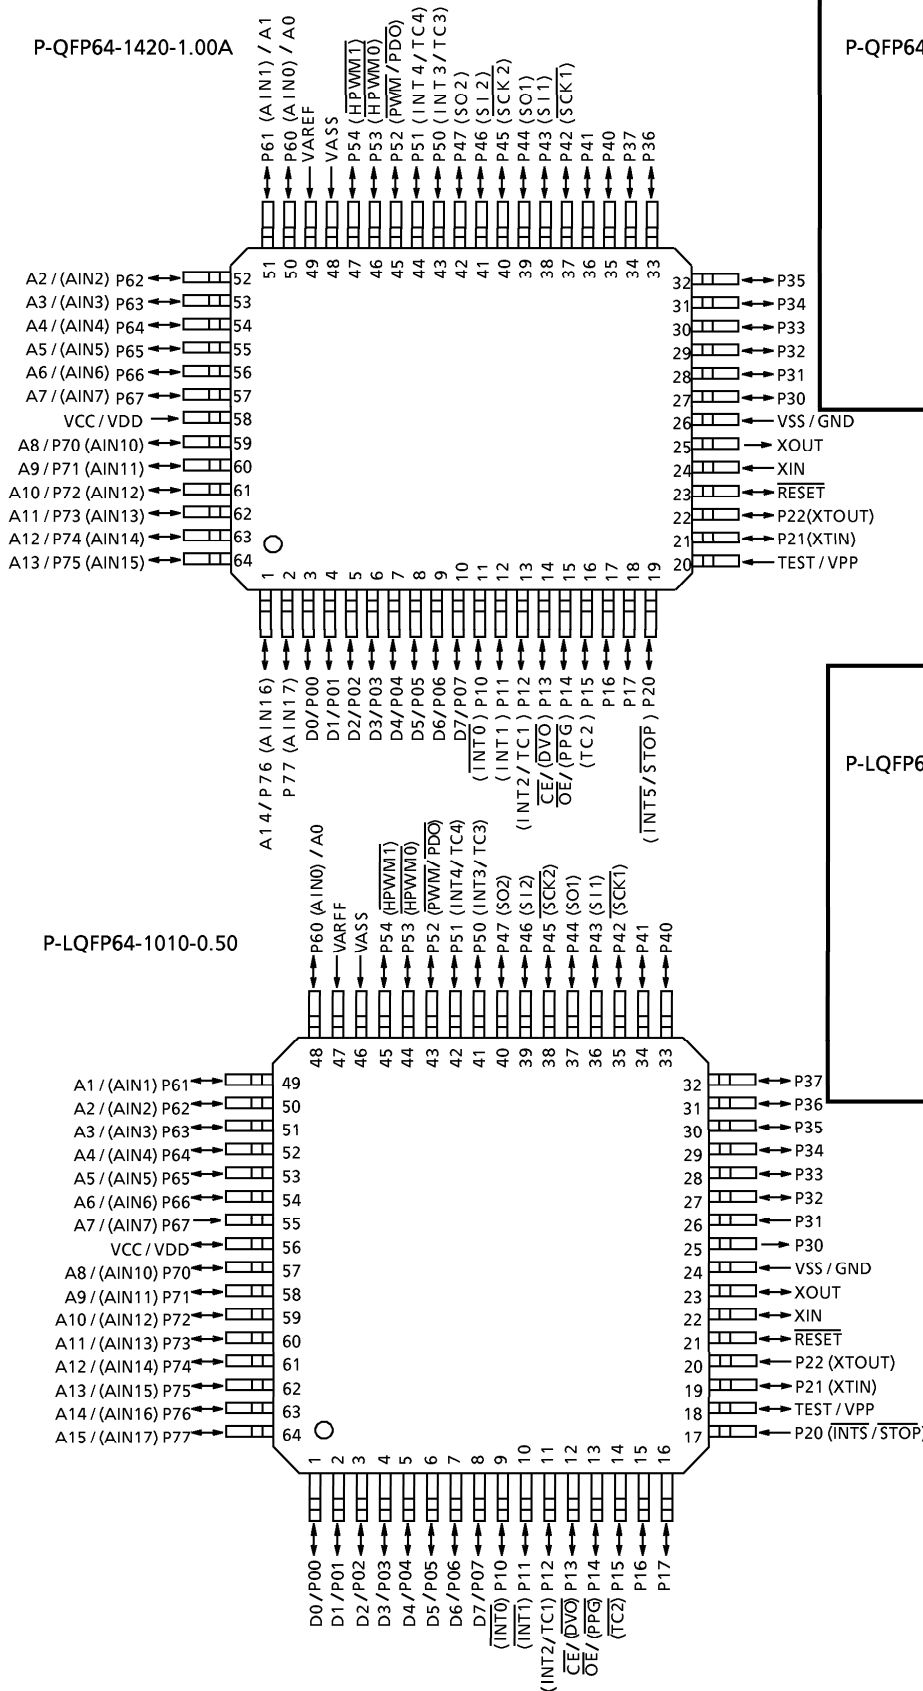 P-QFP64-1420-1.00A
P-QFP64
P61 (AIN1) / A1
P60 (AIN0) / A0
VAREF
VASS
P54 (HPWM1)
P53 (HPWM0)
P52 (PWM/PDO)
P51 (INT4/TC4)
P50 (INT3/TC3)
P47 (SO2)
P46 (SI2)
P45 (SCK2)
P44 (SO1)
P43 (SI1)
P42 (SCK1)
P41
P40
P37
P36
51 50 49 48 47 46 45 44 43 42 41 40 39 38 37 36 35 34 33
A2 / (AIN2) P62 52
A3 / (AIN3) P63 53
A4 / (AIN4) P64 54
A5 / (AIN5) P65 55
A6 / (AIN6) P66 56
A7 / (AIN7) P67 57
VCC / VDD 58
A8 / P70 (AIN10) 59
A9 / P71 (AIN11) 60
A10 / P72 (AIN12) 61
A11 / P73 (AIN13) 62
A12 / P74 (AIN14) 63
A13 / P75 (AIN15) 64
32 P35
31 P34
30 P33
29 P32
28 P31
27 P30
26 VSS / GND
25 XOUT
24 XIN
23 RESET
22 P22(XTOUT)
21 P21(XTIN)
20 TEST / VPP
1 2 3 4 5 6 7 8 9 10 11 12 13 14 15 16 17 18 19
A14/P76 (AIN16)
P77 (AIN17)
D0/P00
D1/P01
D2/P02
D3/P03
D4/P04
D5/P05
D6/P06
D7/P07
(INT0) P10
(INT1) P11
(INT2/TC1) P12
CE/(DVO) P13
OE/(PPG) P14
(TC2) P15
P16
P17
(INT5/STOP) P20
P-LQFP64-1010-0.50
P-LQFP6
P60 (AIN0) / A0
VARFF
VASS
P54 (HPWM1)
P53 (HPWM0)
P52 (PWM/PDO)
P51 (INT4/TC4)
P50 (INT3/TC3)
P47 (SO2)
P46 (SI2)
P45 (SCK2)
P44 (SO1)
P43 (SI1)
P42 (SCK1)
P41
P40
48 47 46 45 44 43 42 41 40 39 38 37 36 35 34 33
A1 / (AIN1) P61 49
A2 / (AIN2) P62 50
A3 / (AIN3) P63 51
A4 / (AIN4) P64 52
A5 / (AIN5) P65 53
A6 / (AIN6) P66 54
A7 / (AIN7) P67 55
VCC / VDD 56
A8 / (AIN10) P70 57
A9 / (AIN11) P71 58
A10 / (AIN12) P72 59
A11 / (AIN13) P73 60
A12 / (AIN14) P74 61
A13 / (AIN15) P75 62
A14 / (AIN16) P76 63
A15 / (AIN17) P77 64
32 P37
31 P36
30 P35
29 P34
28 P33
27 P32
26 P31
25 P30
24 VSS / GND
23 XOUT
22 XIN
21 RESET
20 P22 (XTOUT)
19 P21 (XTIN)
18 TEST / VPP
17 P20 (INTS / STOP)
1 2 3 4 5 6 7 8 9 10 11 12 13 14 15 16
D0/P00
D1/P01
D2/P02
D3/P03
D4/P04
D5/P05
D6/P06
D7/P07
(INT0) P10
(INT1) P11
(INT2/TC1) P12
CE/(DVO) P13
OE/(PPG) P14
(TC2) P15
P16
P17